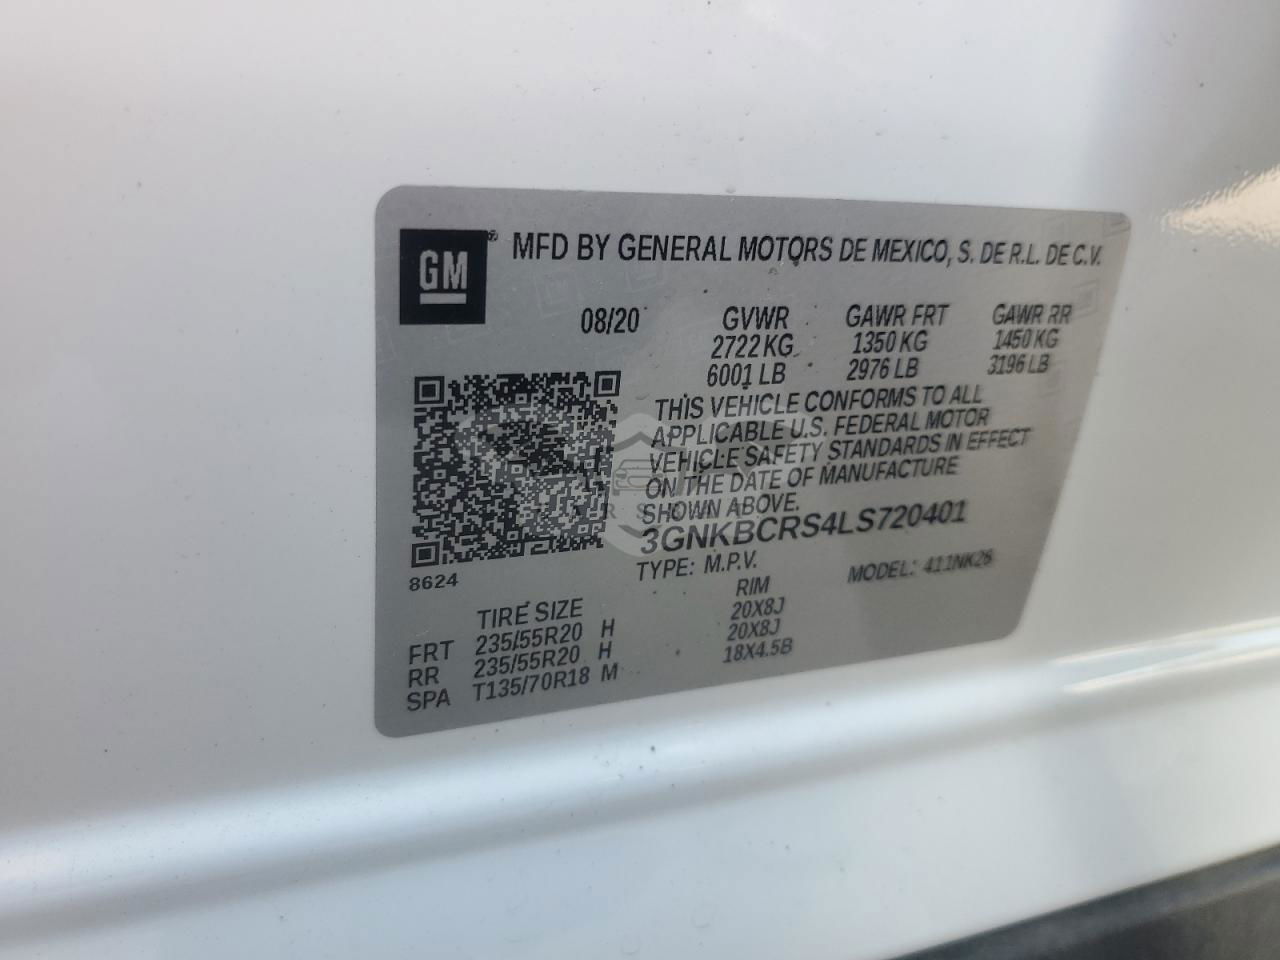 GM
MFD BY GENERAL MOTORS DE MEXICO, S. DE R.L. DE C.V.
08/20 GVWR GAWR FRT GAWR RR
2722 KG 1350 KG 1450 KG
6001 LB 2976 LB 3196 LB
THIS VEHICLE CONFORMS TO ALL
APPLICABLE U.S. FEDERAL MOTOR
VEHICLE SAFETY STANDARDS IN EFFECT
ON THE DATE OF MANUFACTURE
SHOWN ABOVE.
3GNKBCRS4LS720401
8624 TYPE: M.P.V. MODEL: 411NK26
TIRE SIZE RIM
FRT 235/55R20 H 20X8J
RR 235/55R20 H 20X8J
SPA T135/70R18 M 18X4.5B